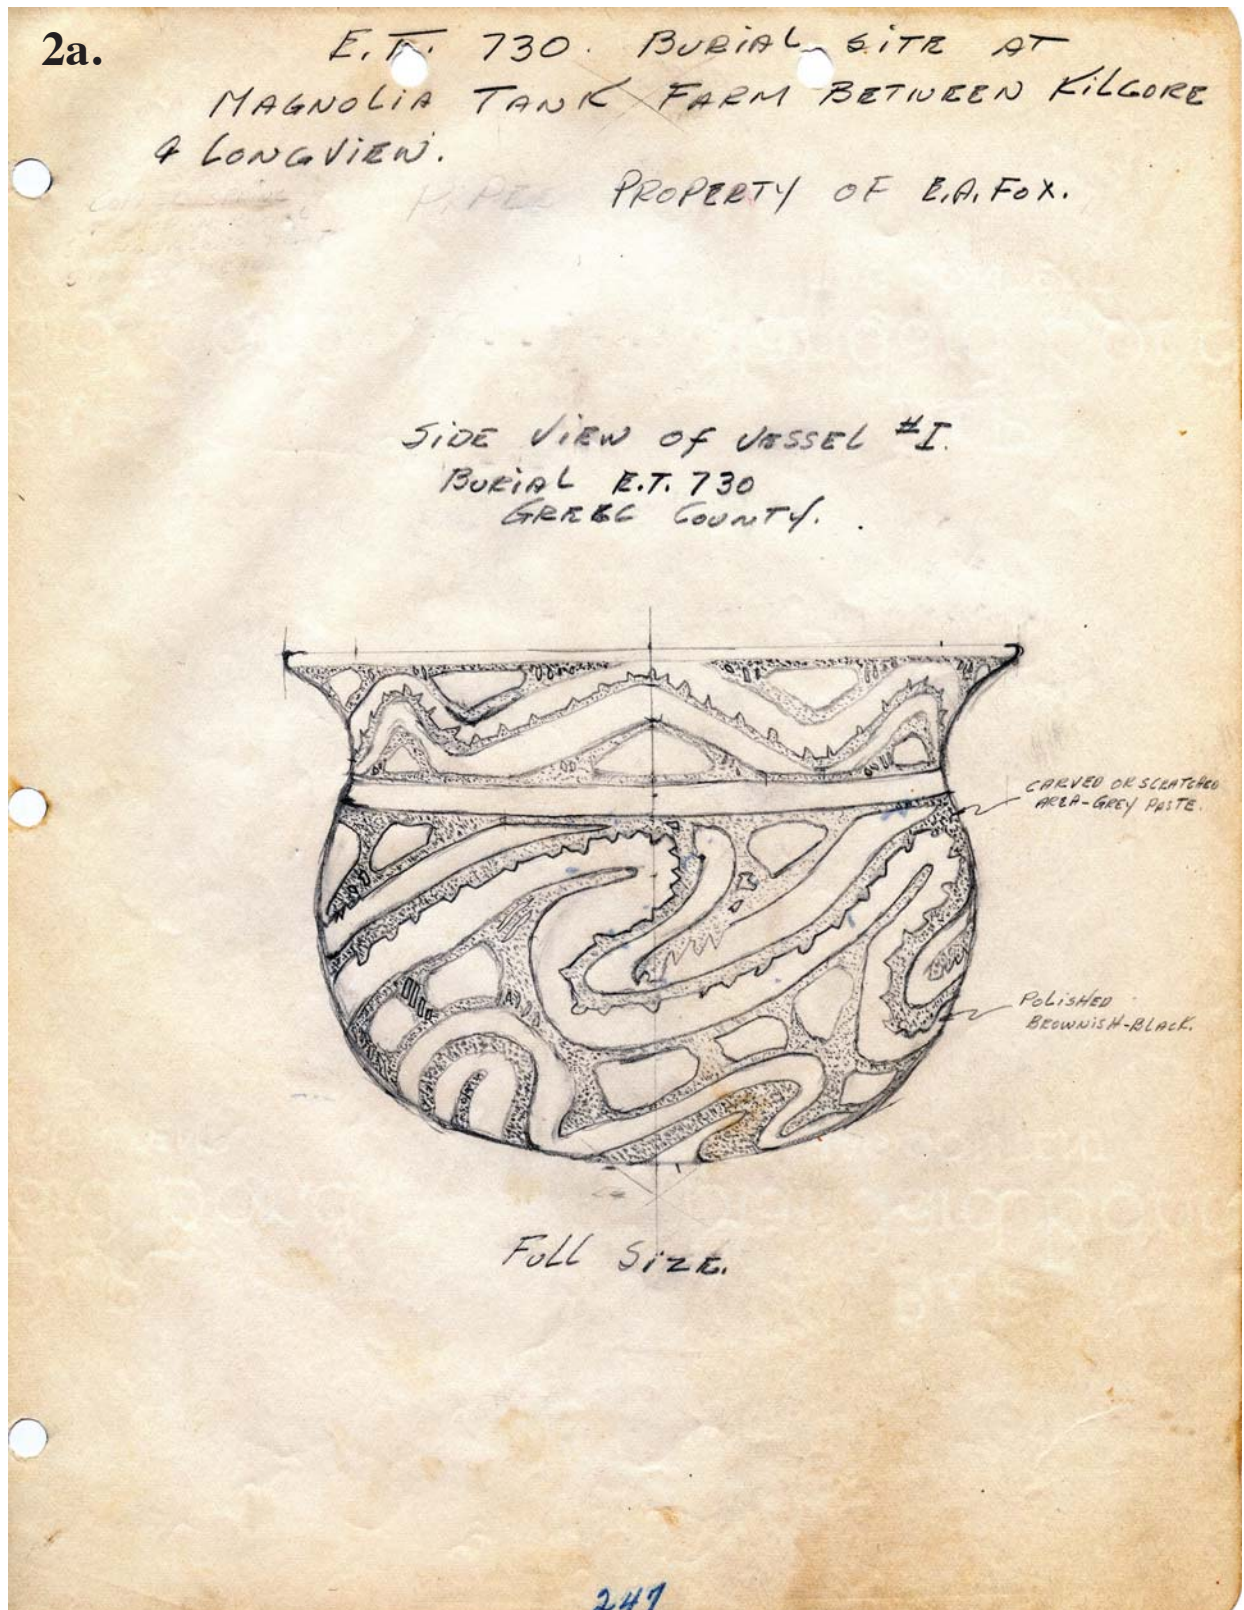 2a.
E.T. 730. BURIAL SITE AT
MAGNOLIA TANK FARM BETWEEN KILGORE
& LONGVIEW.
PROPERTY OF E.A. FOX.
SIDE VIEW OF VESSEL #I.
BURIAL E.T. 730
GREGG COUNTY.
CARVED OR SCRATCHED
AREA-GREY PASTE.
POLISHED
BROWNISH-BLACK.
FULL SIZE.
247